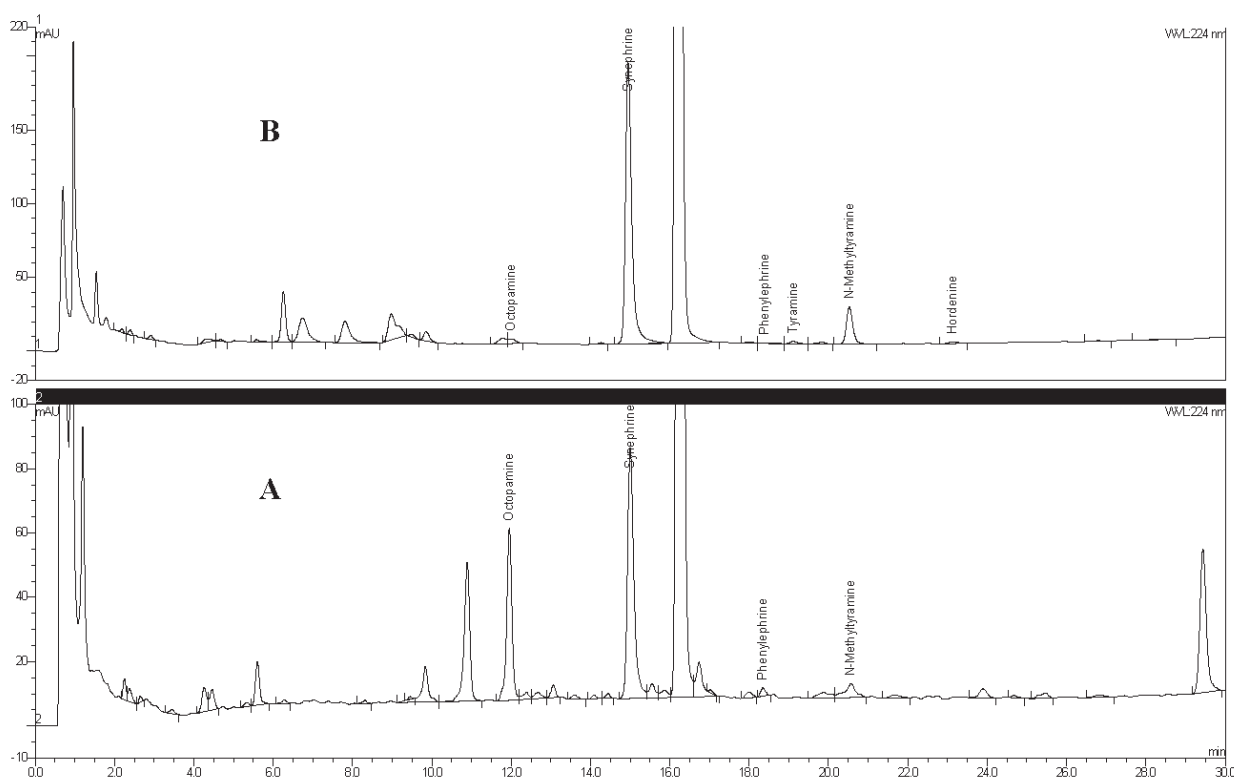 1
220
mAU
WVL:224 nm
Synephrine
B
150
100
Octopamine
Phenylephrine
Tyramine
N-Methyltyramine
Hordenine
50
1
-20
2
100
mAU
WVL:224 nm
Synephrine
80
A
Octopamine
60
40
Phenylephrine
N-Methyltyramine
20
2
-10
min
0.0 2.0 4.0 6.0 8.0 10.0 12.0 14.0 16.0 18.0 20.0 22.0 24.0 26.0 28.0 30.0